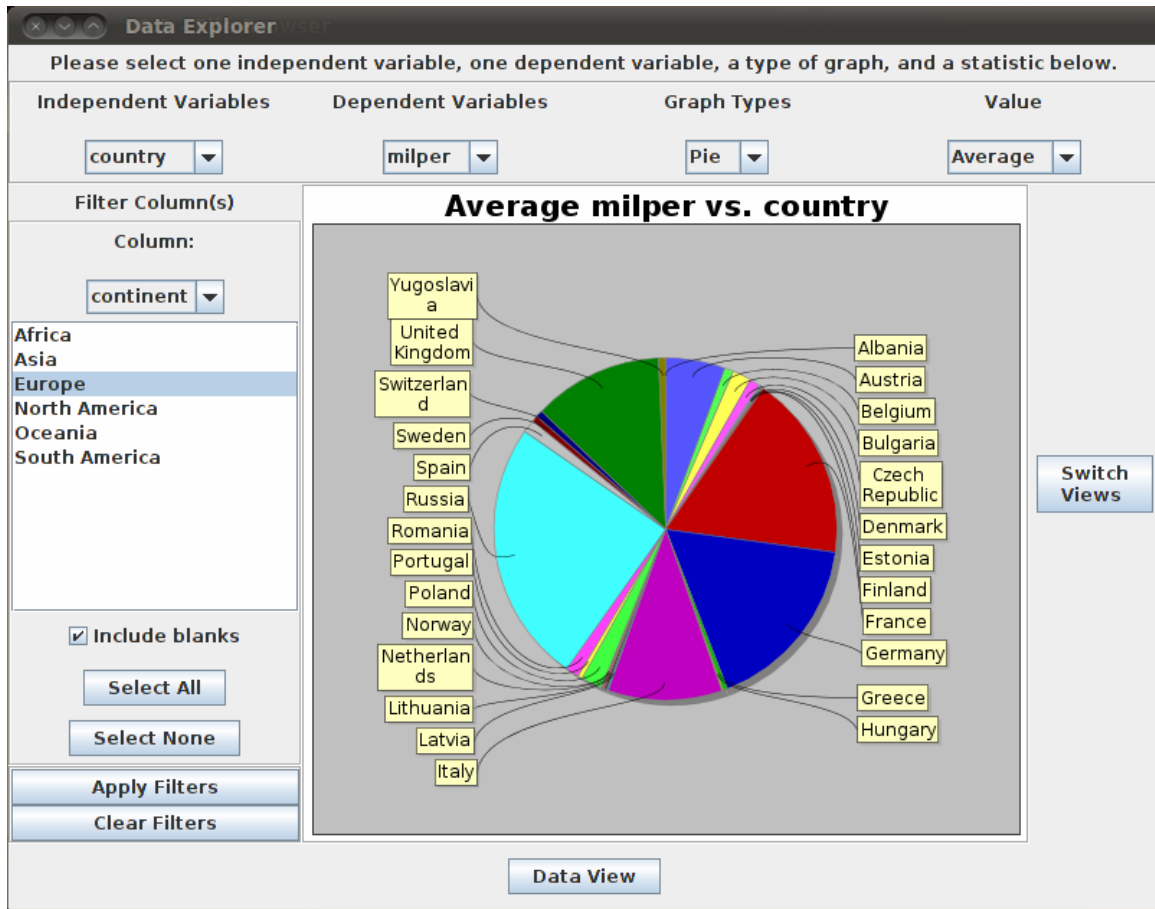 Data Explorer
Please select one independent variable, one dependent variable, a type of graph, and a statistic below.
Independent Variables
Dependent Variables
Graph Types
Value
country
milper
Pie
Average
Filter Column(s)
Column:
continent
Africa
Asia
Europe
North America
Oceania
South America
Include blanks
Select All
Select None
Apply Filters
Clear Filters
Average milper vs. country
Yugoslavi
a
United
Kingdom
Switzerlan
d
Sweden
Spain
Russia
Romania
Portugal
Poland
Norway
Netherlan
ds
Lithuania
Latvia
Italy
Albania
Austria
Belgium
Bulgaria
Czech
Republic
Denmark
Estonia
Finland
France
Germany
Greece
Hungary
Switch
Views
Data View